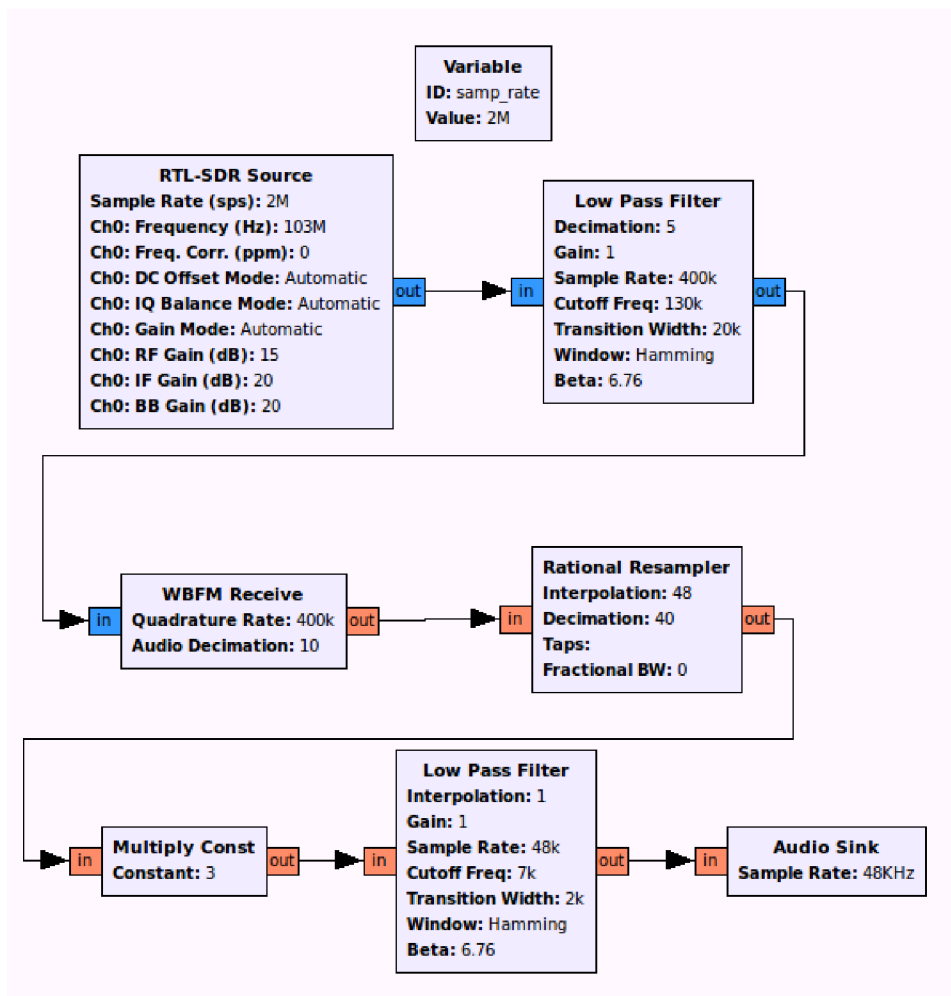 Variable
ID: samp_rate
Value: 2M
RTL-SDR Source
Sample Rate (sps): 2M
Ch0: Frequency (Hz): 103M
Ch0: Freq. Corr. (ppm): 0
Ch0: DC Offset Mode: Automatic
Ch0: IQ Balance Mode: Automatic
Ch0: Gain Mode: Automatic
Ch0: RF Gain (dB): 15
Ch0: IF Gain (dB): 20
Ch0: BB Gain (dB): 20
out
in
Low Pass Filter
Decimation: 5
Gain: 1
Sample Rate: 400k
Cutoff Freq: 130k
Transition Width: 20k
Window: Hamming
Beta: 6.76
out
in
WBFM Receive
Quadrature Rate: 400k
Audio Decimation: 10
out
in
Rational Resampler
Interpolation: 48
Decimation: 40
Taps:
Fractional BW: 0
out
in
Multiply Const
Constant: 3
out
in
Low Pass Filter
Interpolation: 1
Gain: 1
Sample Rate: 48k
Cutoff Freq: 7k
Transition Width: 2k
Window: Hamming
Beta: 6.76
out
in
Audio Sink
Sample Rate: 48KHz